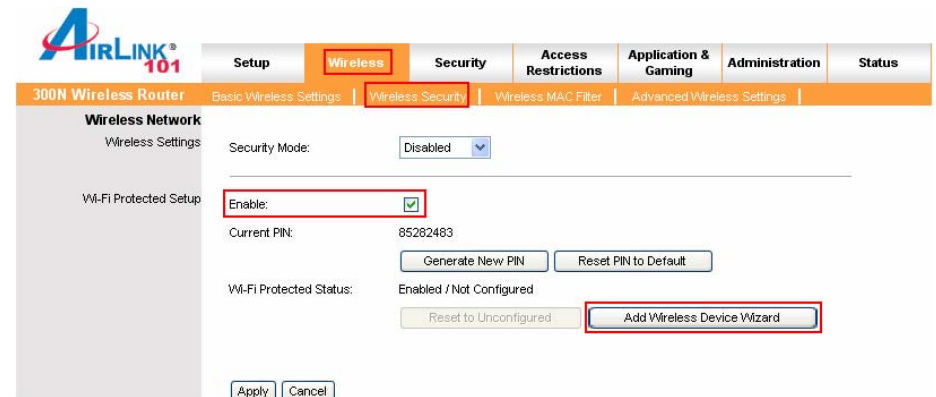 AIRLINK®
101
Setup
Wireless
Security
Access
Restrictions
Application &
Gaming
Administration
Status
300N Wireless Router
Basic Wireless Settings | Wireless Security | Wireless MAC Filter | Advanced Wireless Settings |
Wireless Network
Wireless Settings
Security Mode: Disabled
Wi-Fi Protected Setup
Enable:
Current PIN: 85282483
Generate New PIN Reset PIN to Default
Wi-Fi Protected Status: Enabled / Not Configured
Reset to Unconfigured Add Wireless Device Wizard
Apply Cancel